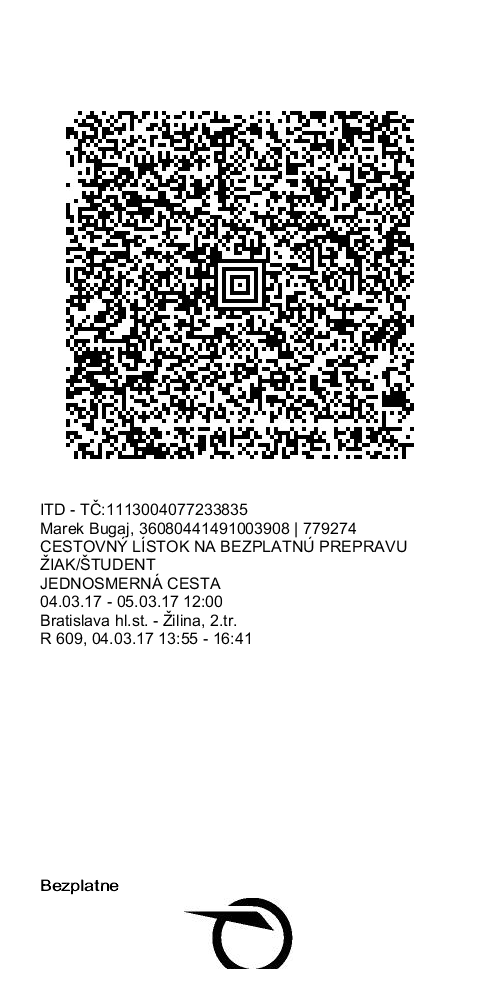 ITD - TČ:1113004077233835
Marek Bugaj, 36080441491003908 | 779274
CESTOVNÝ LÍSTOK NA BEZPLATNÚ PREPRAVU
ŽIAK/ŠTUDENT
JEDNOSMERNÁ CESTA
04.03.17 - 05.03.17 12:00
Bratislava hl.st. - Žilina, 2.tr.
R 609, 04.03.17 13:55 - 16:41
Bezplatne